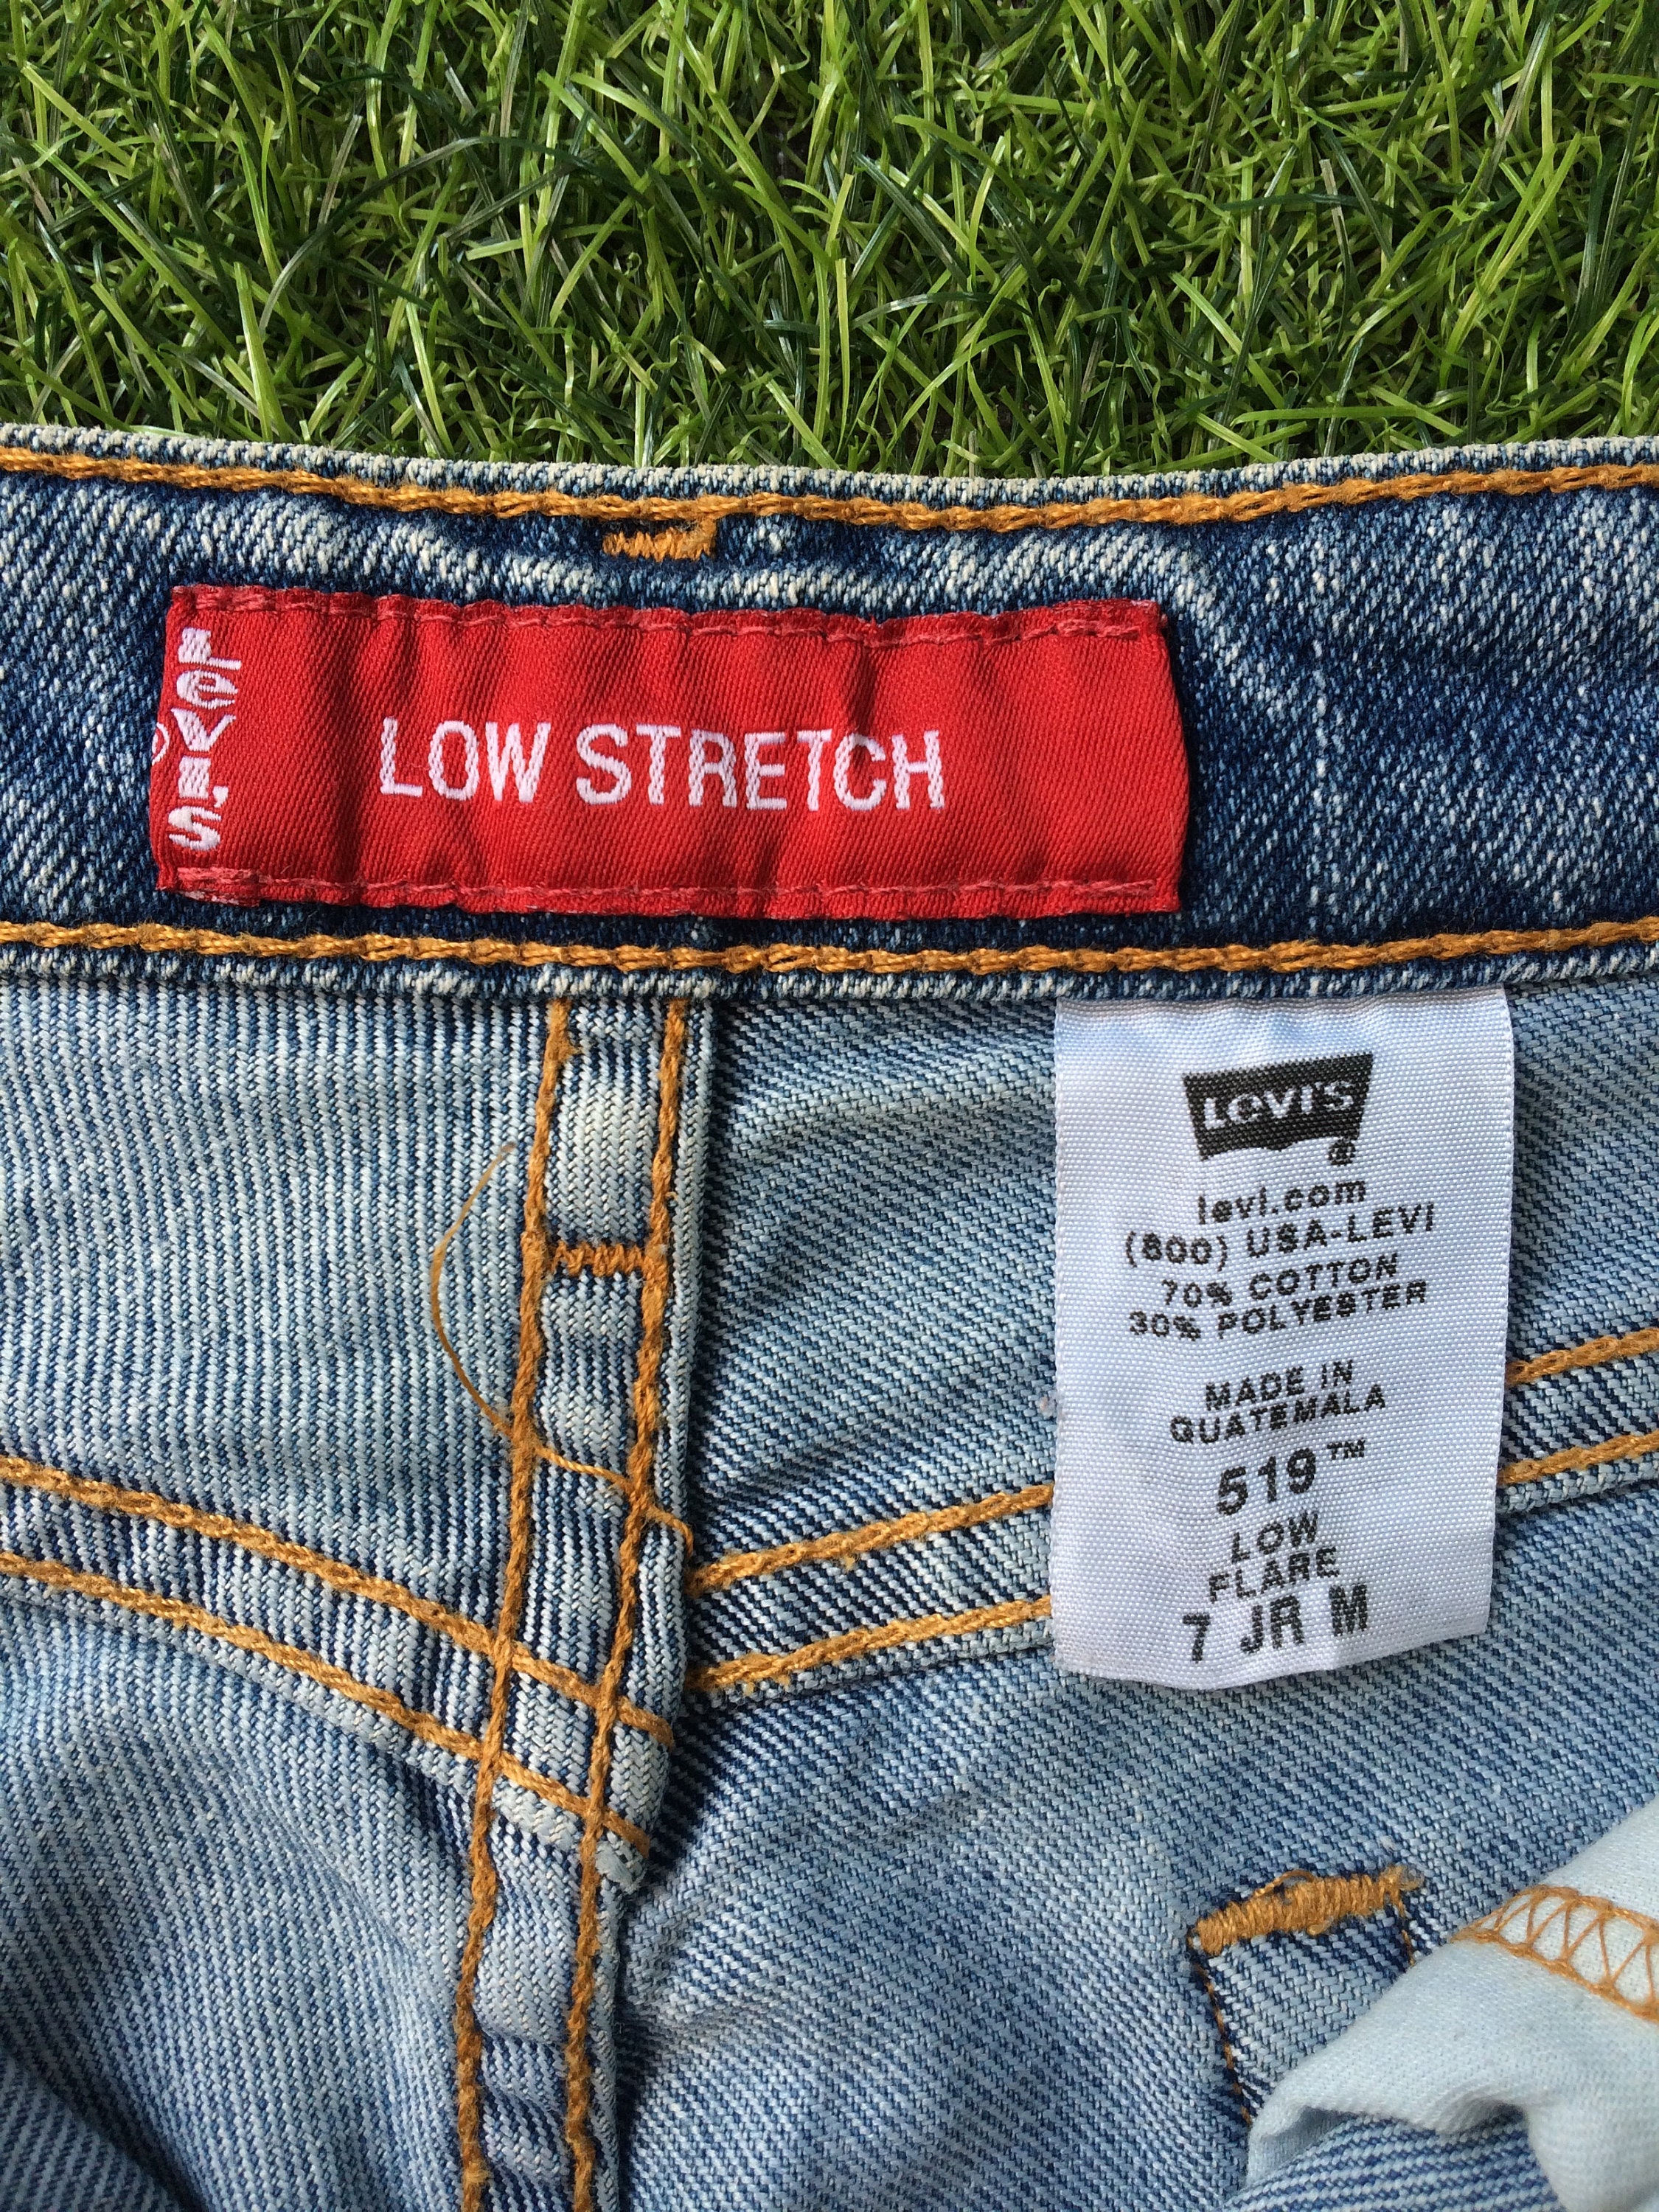 Levi's
®
LOW STRETCH
Levi's
®
levi.com
(800) USA-LEVI
70% COTTON
30% POLYESTER
MADE IN
GUATEMALA
519™
LOW
FLARE
7 JR M